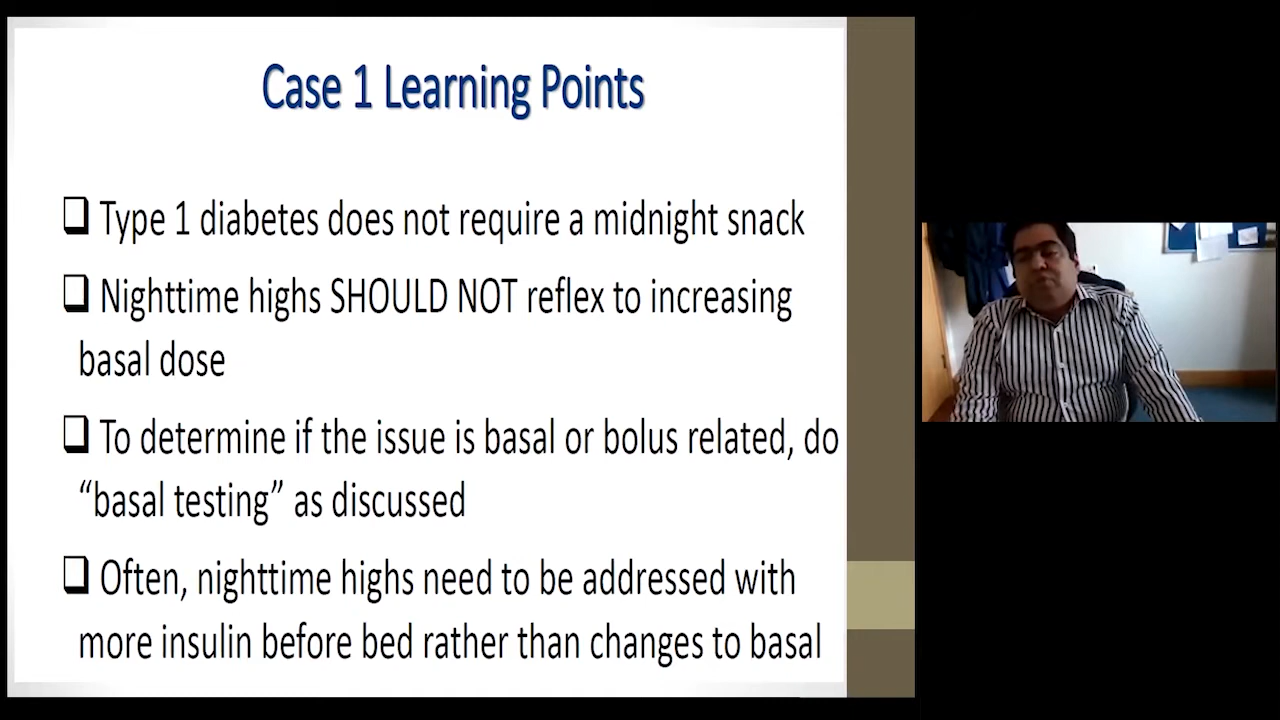 Case 1 Learning Points
Type 1 diabetes does not require a midnight snack
Nighttime highs SHOULD NOT reflex to increasing
basal dose
To determine if the issue is basal or bolus related, do
“basal testing” as discussed
Often, nighttime highs need to be addressed with
more insulin before bed rather than changes to basal